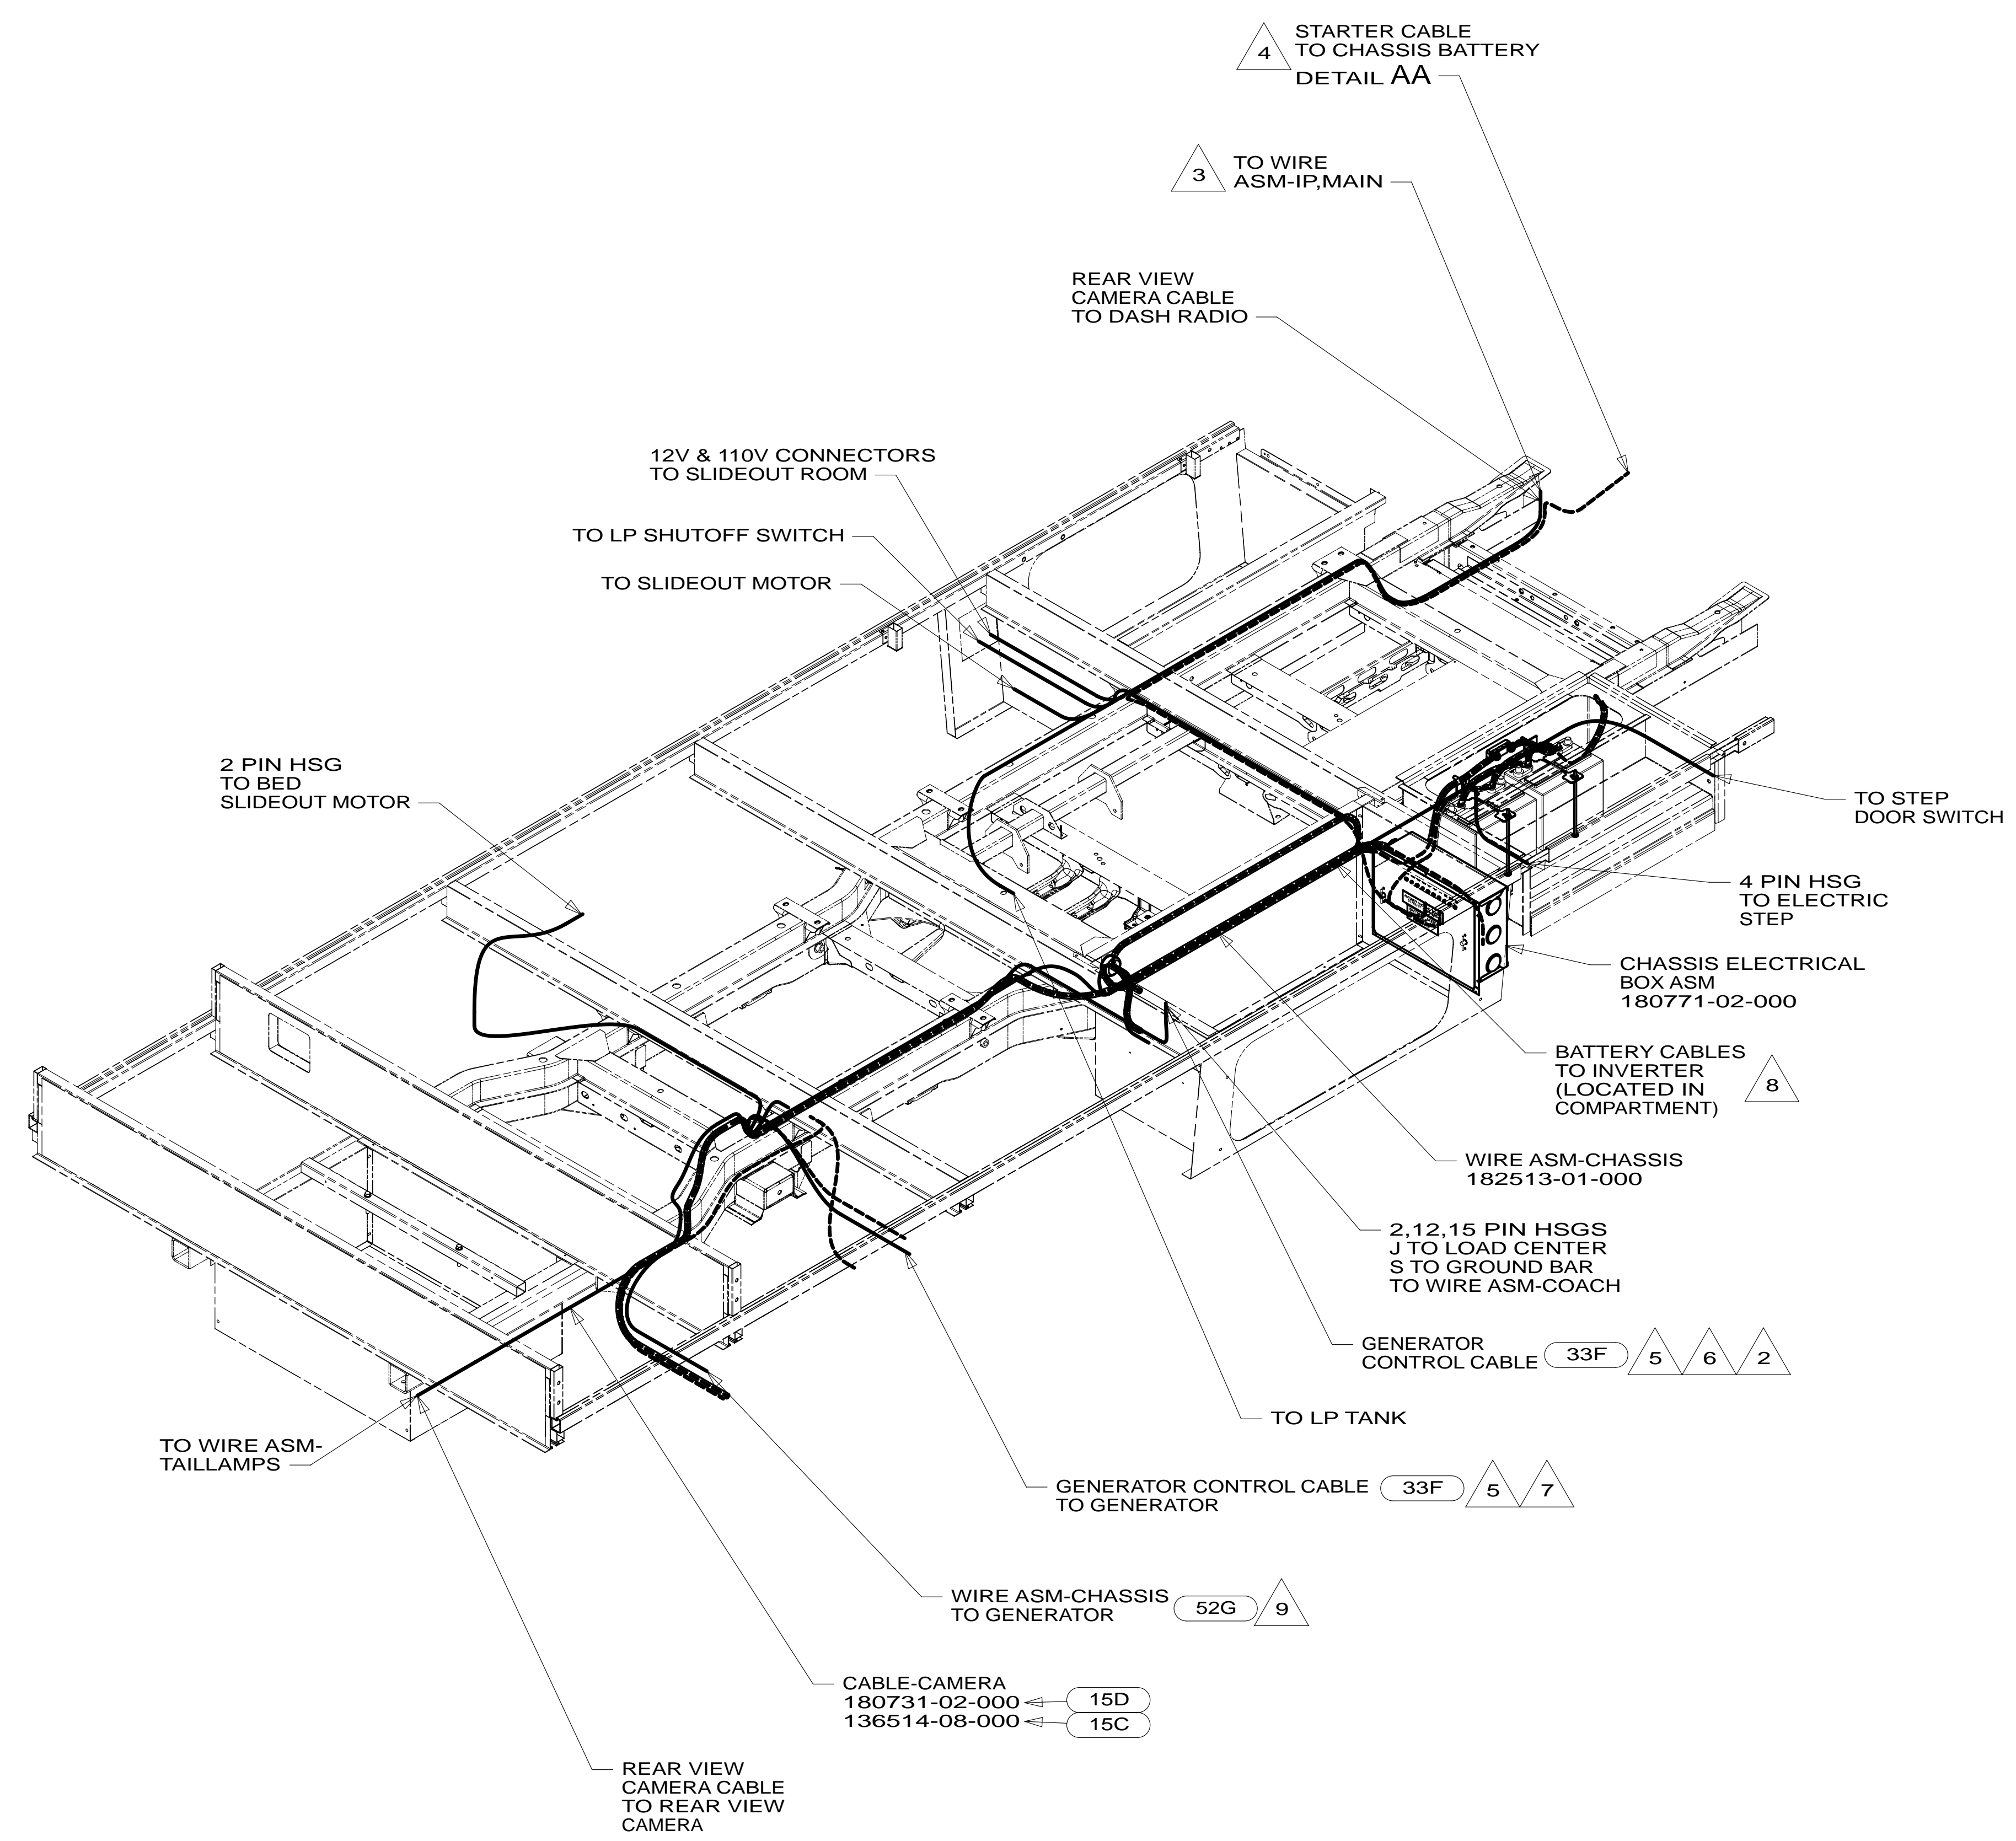 4
STARTER CABLE
TO CHASSIS BATTERY
DETAIL AA
3
TO WIRE
ASM-IP,MAIN
REAR VIEW
CAMERA CABLE
TO DASH RADIO
12V & 110V CONNECTORS
TO SLIDEOUT ROOM
TO LP SHUTOFF SWITCH
TO SLIDEOUT MOTOR
2 PIN HSG
TO BED
SLIDEOUT MOTOR
TO STEP
DOOR SWITCH
4 PIN HSG
TO ELECTRIC
STEP
CHASSIS ELECTRICAL
BOX ASM
180771-02-000
BATTERY CABLES
TO INVERTER
(LOCATED IN
COMPARTMENT)
8
WIRE ASM-CHASSIS
182513-01-000
2,12,15 PIN HSGS
J TO LOAD CENTER
S TO GROUND BAR
TO WIRE ASM-COACH
GENERATOR
CONTROL CABLE 33F 5 6 2
TO LP TANK
TO WIRE ASM-
TAILLAMPS
GENERATOR CONTROL CABLE 33F 5 7
TO GENERATOR
WIRE ASM-CHASSIS
TO GENERATOR 52G 9
CABLE-CAMERA
180731-02-000 15D
136514-08-000 15C
REAR VIEW
CAMERA CABLE
TO REAR VIEW
CAMERA